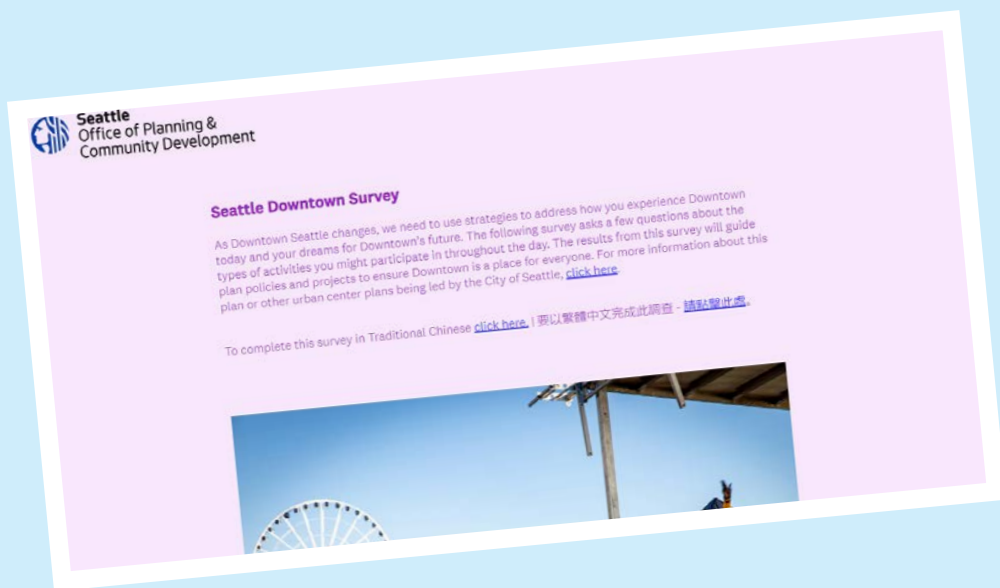 Seattle
Office of Planning &
Community Development
Seattle Downtown Survey
As Downtown Seattle changes, we need to use strategies to address how you experience Downtown
today and your dreams for Downtown's future. The following survey asks a few questions about the
types of activities you might participate in throughout the day. The results from this survey will guide
plan policies and projects to ensure Downtown is a place for everyone. For more information about this
plan or other urban center plans being led by the City of Seattle, click here.
To complete this survey in Traditional Chinese click here. | 要以繁體中文完成此調查 - 請點擊此處。